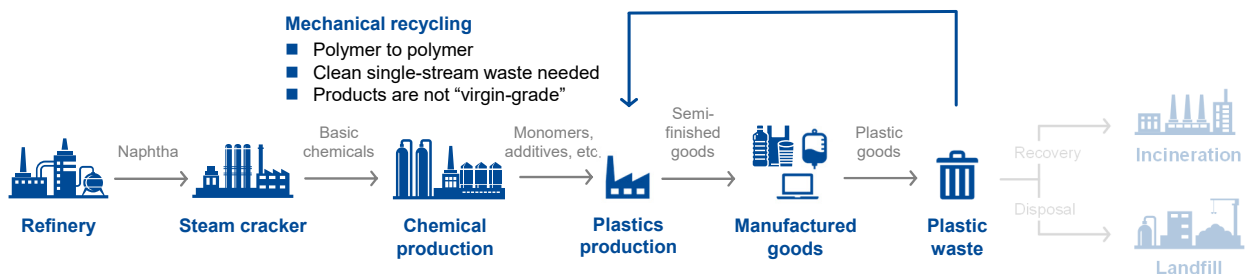 Mechanical recycling
Polymer to polymer
Clean single-stream waste needed
Products are not “virgin-grade”
Naphtha
Basic
chemicals
Monomers,
additives, etc.
Semi-
finished
goods
Plastic
goods
Recovery
Disposal
Incineration
Refinery
Steam cracker
Chemical
production
Plastics
production
Manufactured
goods
Plastic
waste
Landfill